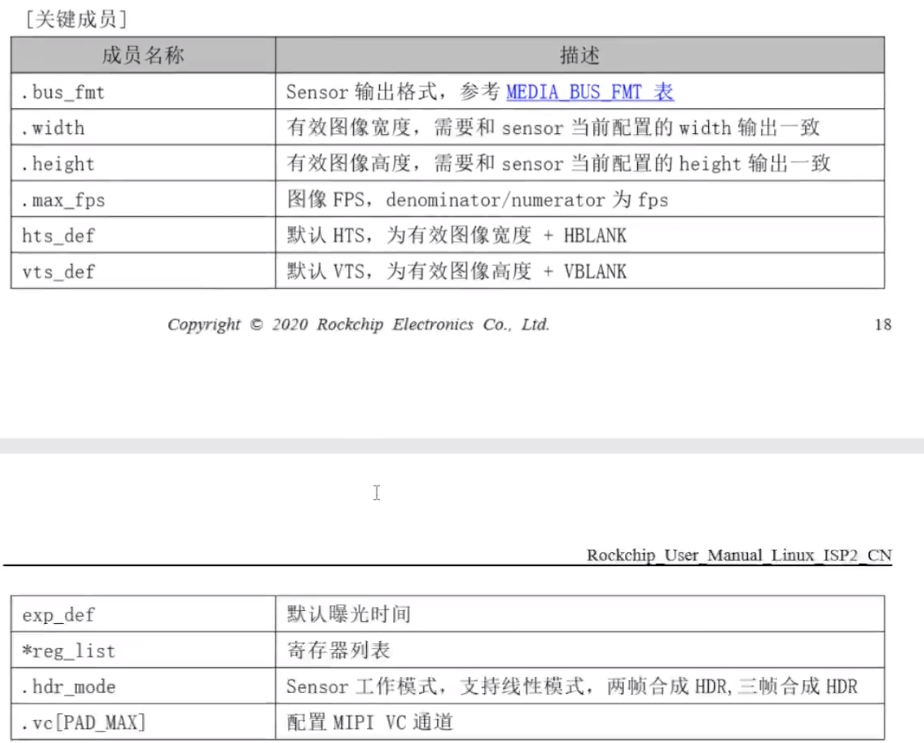 [关键成员]
成员名称 描述
.bus_fmt Sensor 输出格式，参考 MEDIA_BUS_FMT 表
.width 有效图像宽度，需要和 sensor 当前配置的 width 输出一致
.height 有效图像高度，需要和 sensor 当前配置的 height 输出一致
.max_fps 图像 FPS，denominator/numerator 为 fps
hts_def 默认 HTS，为有效图像宽度 + HBLANK
vts_def 默认 VTS，为有效图像高度 + VBLANK
Copyright © 2020 Rockchip Electronics Co., Ltd. 18
Rockchip_User_Manual_Linux_ISP2_CN
exp_def 默认曝光时间
*reg_list 寄存器列表
.hdr_mode Sensor 工作模式，支持线性模式，两帧合成 HDR,三帧合成 HDR
.vc[PAD_MAX] 配置 MIPI VC 通道